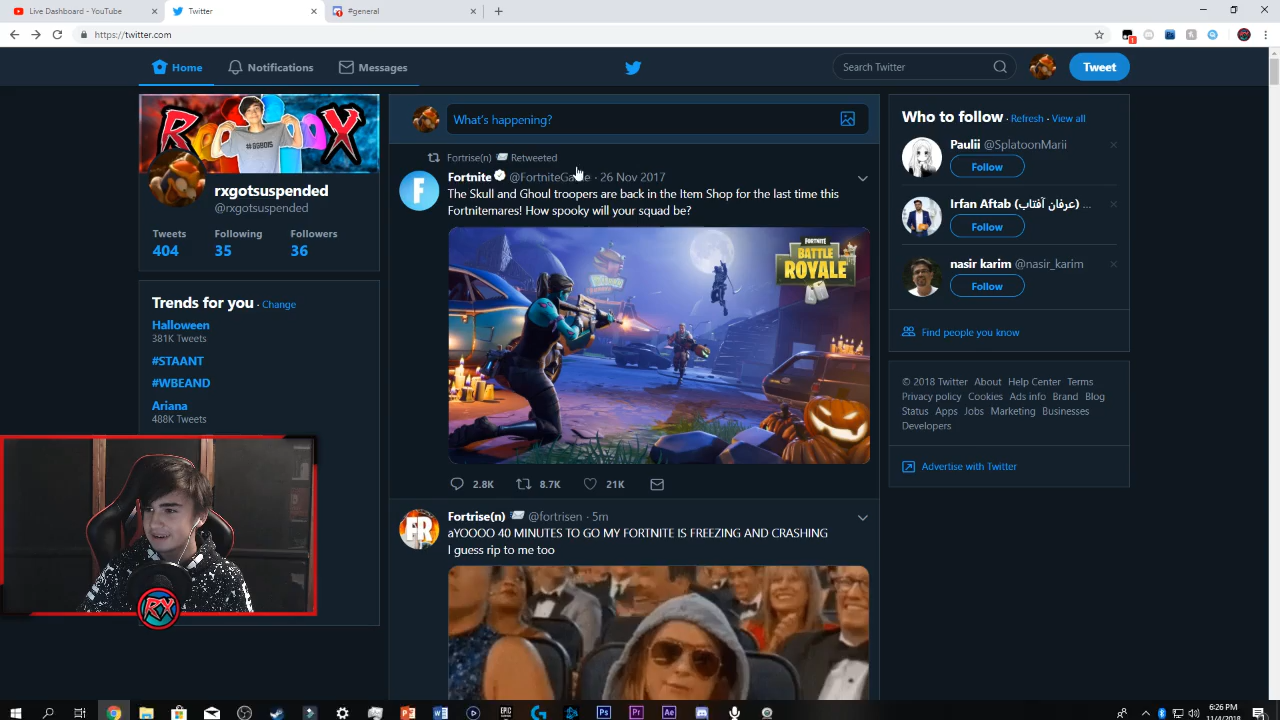 Live Dashboard - YouTube
Twitter
#general
https://twitter.com
1
Home
Notifications
Messages
Search Twitter
Tweet
#GGBOIS
rxgotsuspended
@rxgotsuspended
Tweets Following Followers
404 35 36
Trends for you · Change
Halloween
381K Tweets
#STAANT
#WBEAND
Ariana
488K Tweets
RX
What's happening?
Fortrise(n) Retweeted
Fortnite @FortniteGame · 26 Nov 2017
The Skull and Ghoul troopers are back in the Item Shop for the last time this
Fortnitemares! How spooky will your squad be?
FORTNITE
BATTLE
ROYALE
2.8K 8.7K 21K
Fortrise(n) @fortrisen · 5m
aYOOOO 40 MINUTES TO GO MY FORTNITE IS FREEZING AND CRASHING
I guess rip to me too
Who to follow · Refresh · View all
Paulii @SplatoonMarii
Follow
Irfan Aftab (عرفان آفتاب) ...
Follow
nasir karim @nasir_karim
Follow
Find people you know
© 2018 Twitter About Help Center Terms
Privacy policy Cookies Ads info Brand Blog
Status Apps Jobs Marketing Businesses
Developers
Advertise with Twitter
6:26 PM
11/4/2018